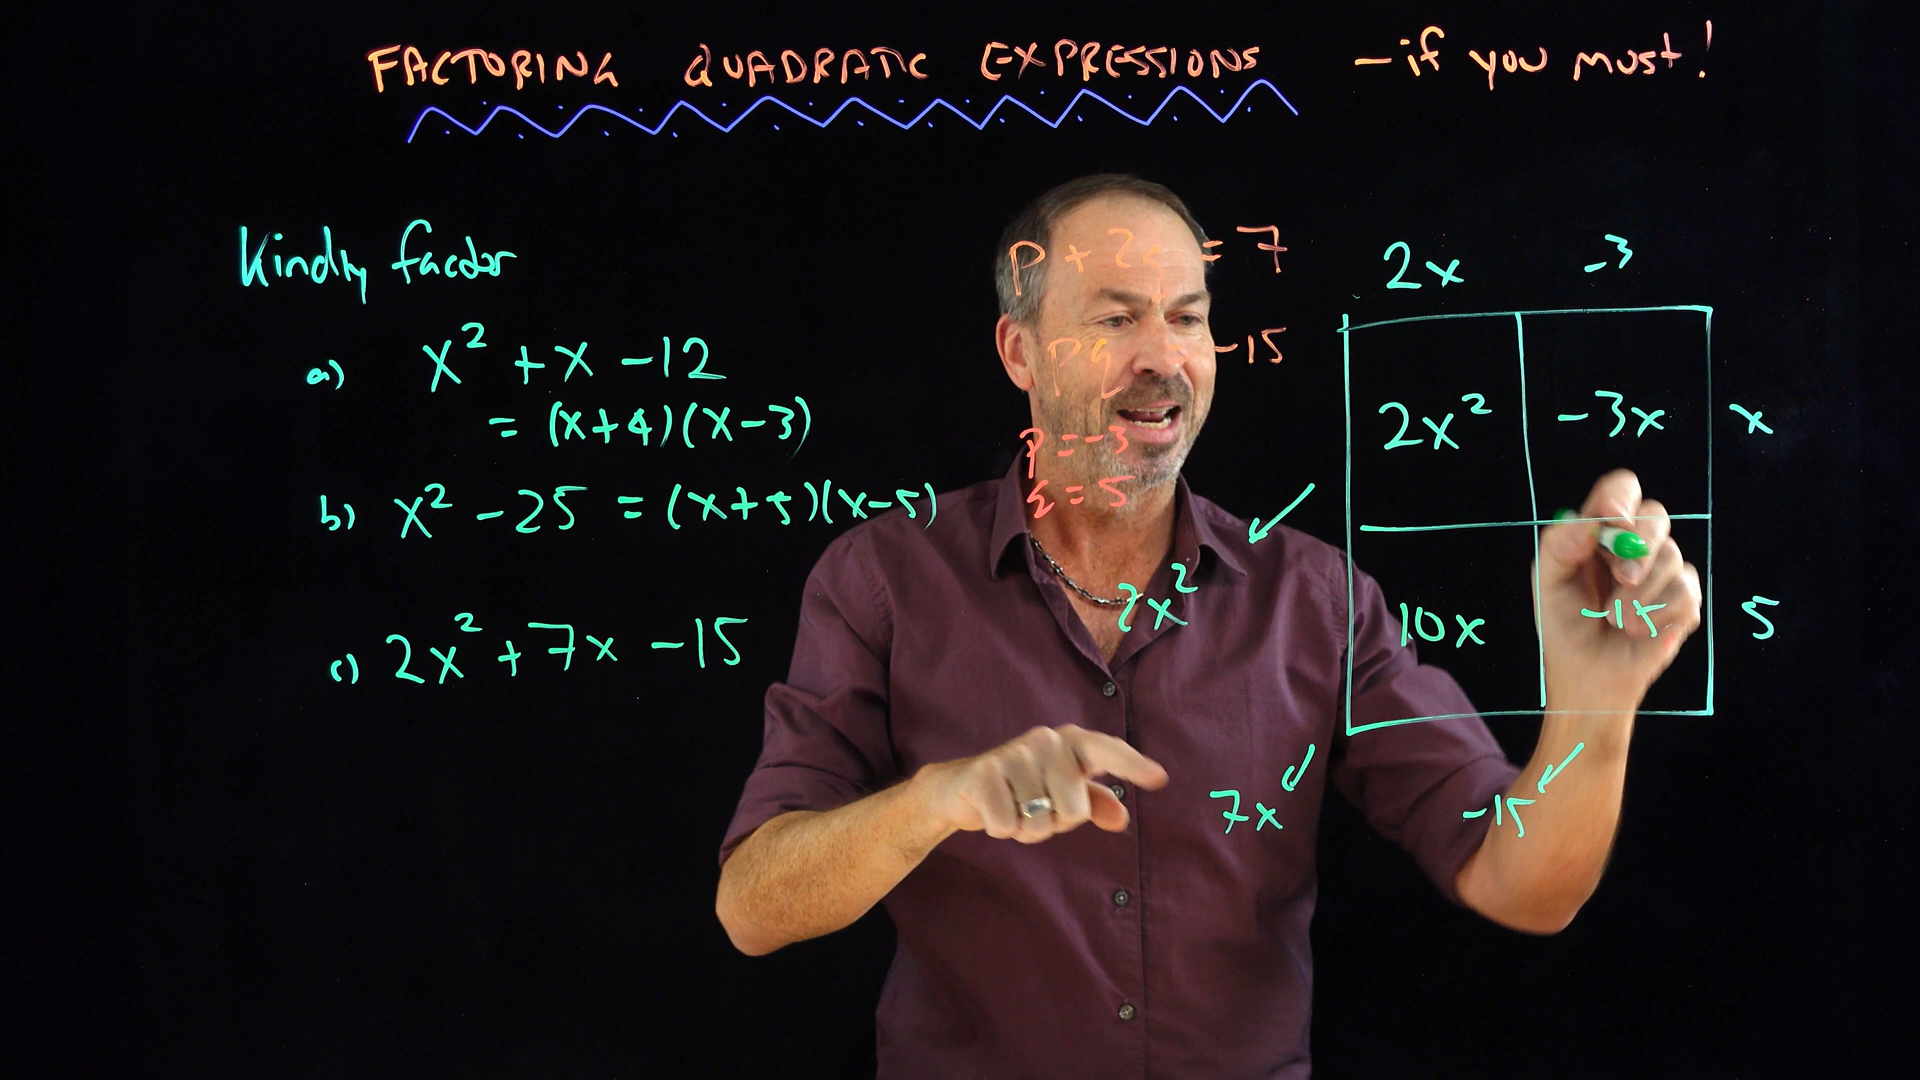 FACTORING QUADRATIC EXPRESSIONS - if you must!
Kindly factor
a) x² + x - 12
= (x+4)(x-3)
b) x² - 25 = (x+5)(x-5)
c) 2x² + 7x - 15
p + 2q = 7
pq -15
p = -3
q = 5
2x -3
2x² -3x x
10x -15 5
2x²
7x -15